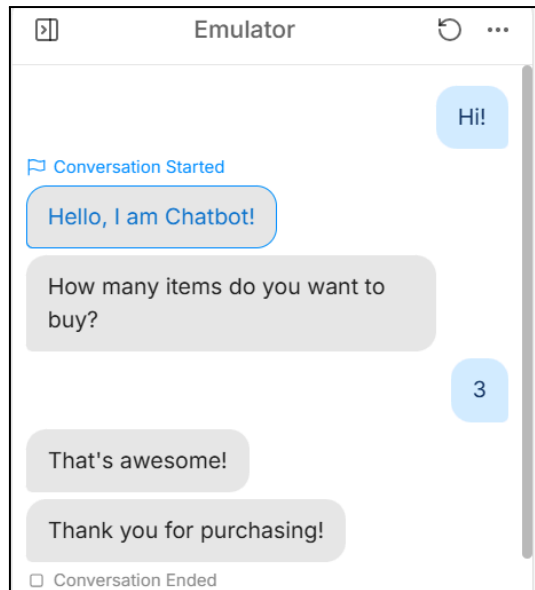 Emulator
Hi!
Conversation Started
Hello, I am Chatbot!
How many items do you want to
buy?
3
That's awesome!
Thank you for purchasing!
Conversation Ended